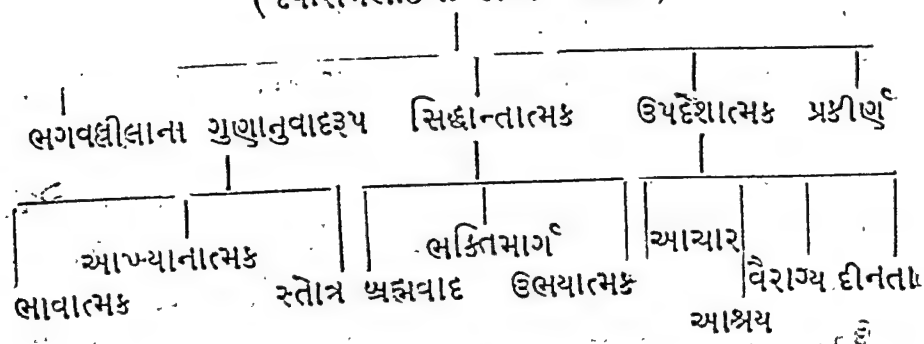 ભગવલ્લીલાના ગુણાનુવાદરૂપ સિદ્ધાન્તાત્મક ઉપદેશાત્મક પ્રકીર્ણ
આખ્યાનાત્મક ભક્તિમાર્ગ આચાર
ભાવાત્મક સ્તોત્ર બ્રહ્મવાદ ઉભયાત્મક વૈરાગ્ય દીનતા
આશ્રય